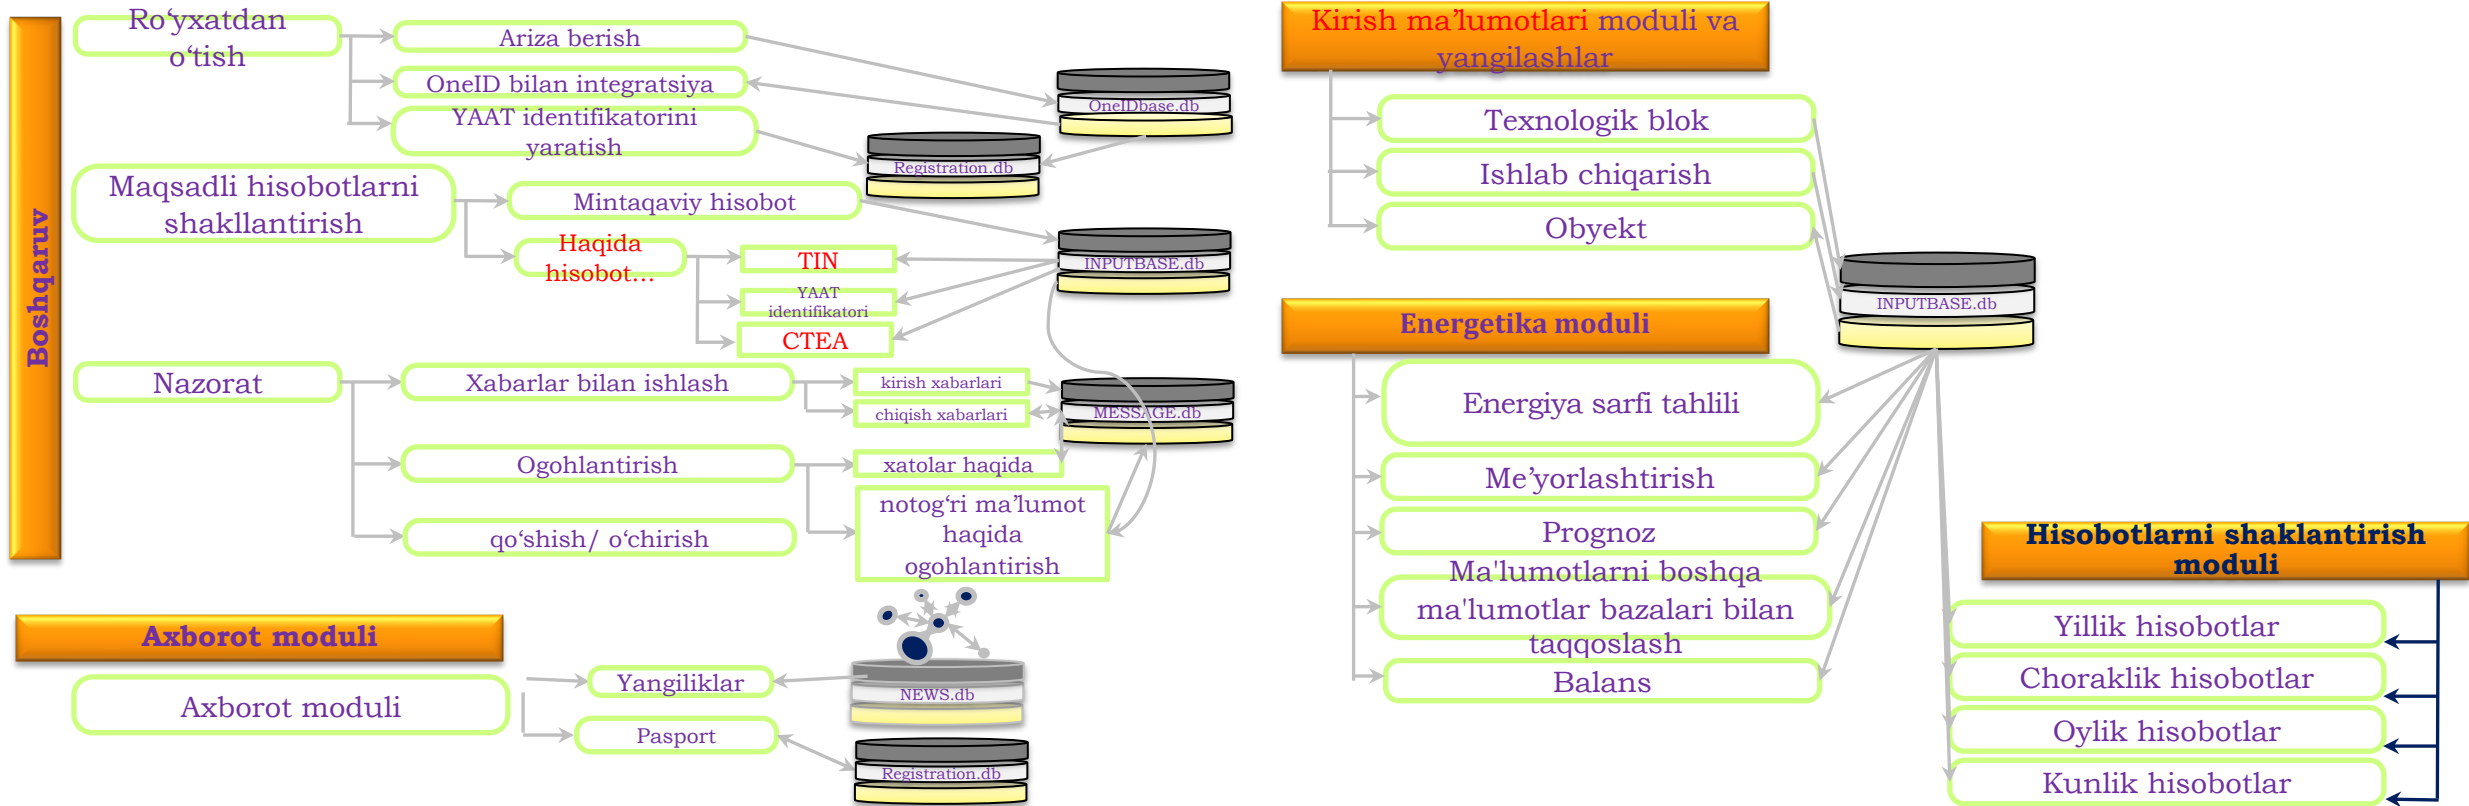 Boshqaruv
Ro‘yxatdan
o‘tish
Ariza berish
OneID bilan integratsiya
YAAT identifikatorini
yaratish
OneIDbase.db
Registration.db
Maqsadli hisobotlarni
shakllantirish
Mintaqaviy hisobot
Haqida
hisobot...
TIN
YAAT
identifikatori
CTEA
INPUTBASE.db
Nazorat
Xabarlar bilan ishlash
kirish xabarlari
chiqish xabarlari
MESSAGE.db
Ogohlantirish
xatolar haqida
notog‘ri ma’lumot
haqida
ogohlantirish
qo‘shish/ o‘chirish
Axborot moduli
Axborot moduli
Yangiliklar
Pasport
NEWS.db
Registration.db
Kirish ma’lumotlari moduli va
yangilashlar
Texnologik blok
Ishlab chiqarish
Obyekt
INPUTBASE.db
Energetika moduli
Energiya sarfi tahlili
Me’yorlashtirish
Prognoz
Ma'lumotlarni boshqa
ma'lumotlar bazalari bilan
taqqoslash
Balans
Hisobotlarni shaklantirish
moduli
Yillik hisobotlar
Choraklik hisobotlar
Oylik hisobotlar
Kunlik hisobotlar